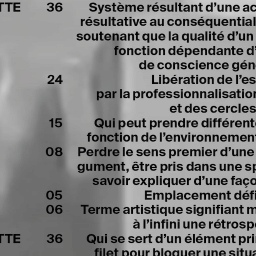 TTE 36 Système résultant d'une ac
résultative au conséquential
soutenant que la qualité d'un
fonction dépendante d'
de conscience gén
24 Libération de l'es
par la professionnalisation
et des cercles
15 Qui peut prendre différent
fonction de l'environnement
08 Perdre le sens premier d'une
gument, être pris dans une sp
savoir expliquer d'une faço
05 Emplacement défi
06 Terme artistique signifiant m
à l'infini une rétrosp
TTE 36 Qui se sert d'un élément pri
filet pour bloquer une situa